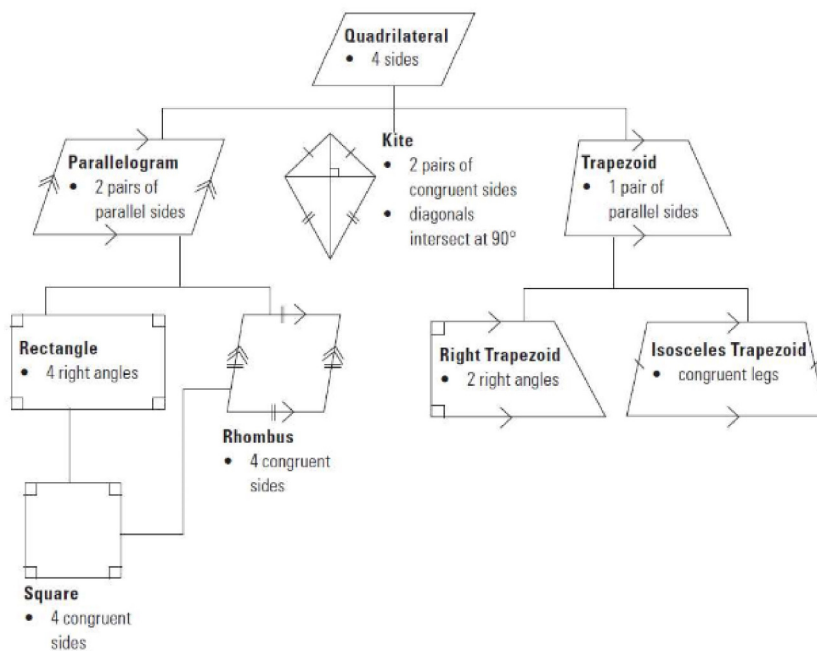 Quadrilateral
• 4 sides
Parallelogram
• 2 pairs of
parallel sides
Kite
• 2 pairs of
congruent sides
• diagonals
intersect at 90°
Trapezoid
• 1 pair of
parallel sides
Rectangle
• 4 right angles
Rhombus
• 4 congruent
sides
Right Trapezoid
• 2 right angles
Isosceles Trapezoid
• congruent legs
Square
• 4 congruent
sides